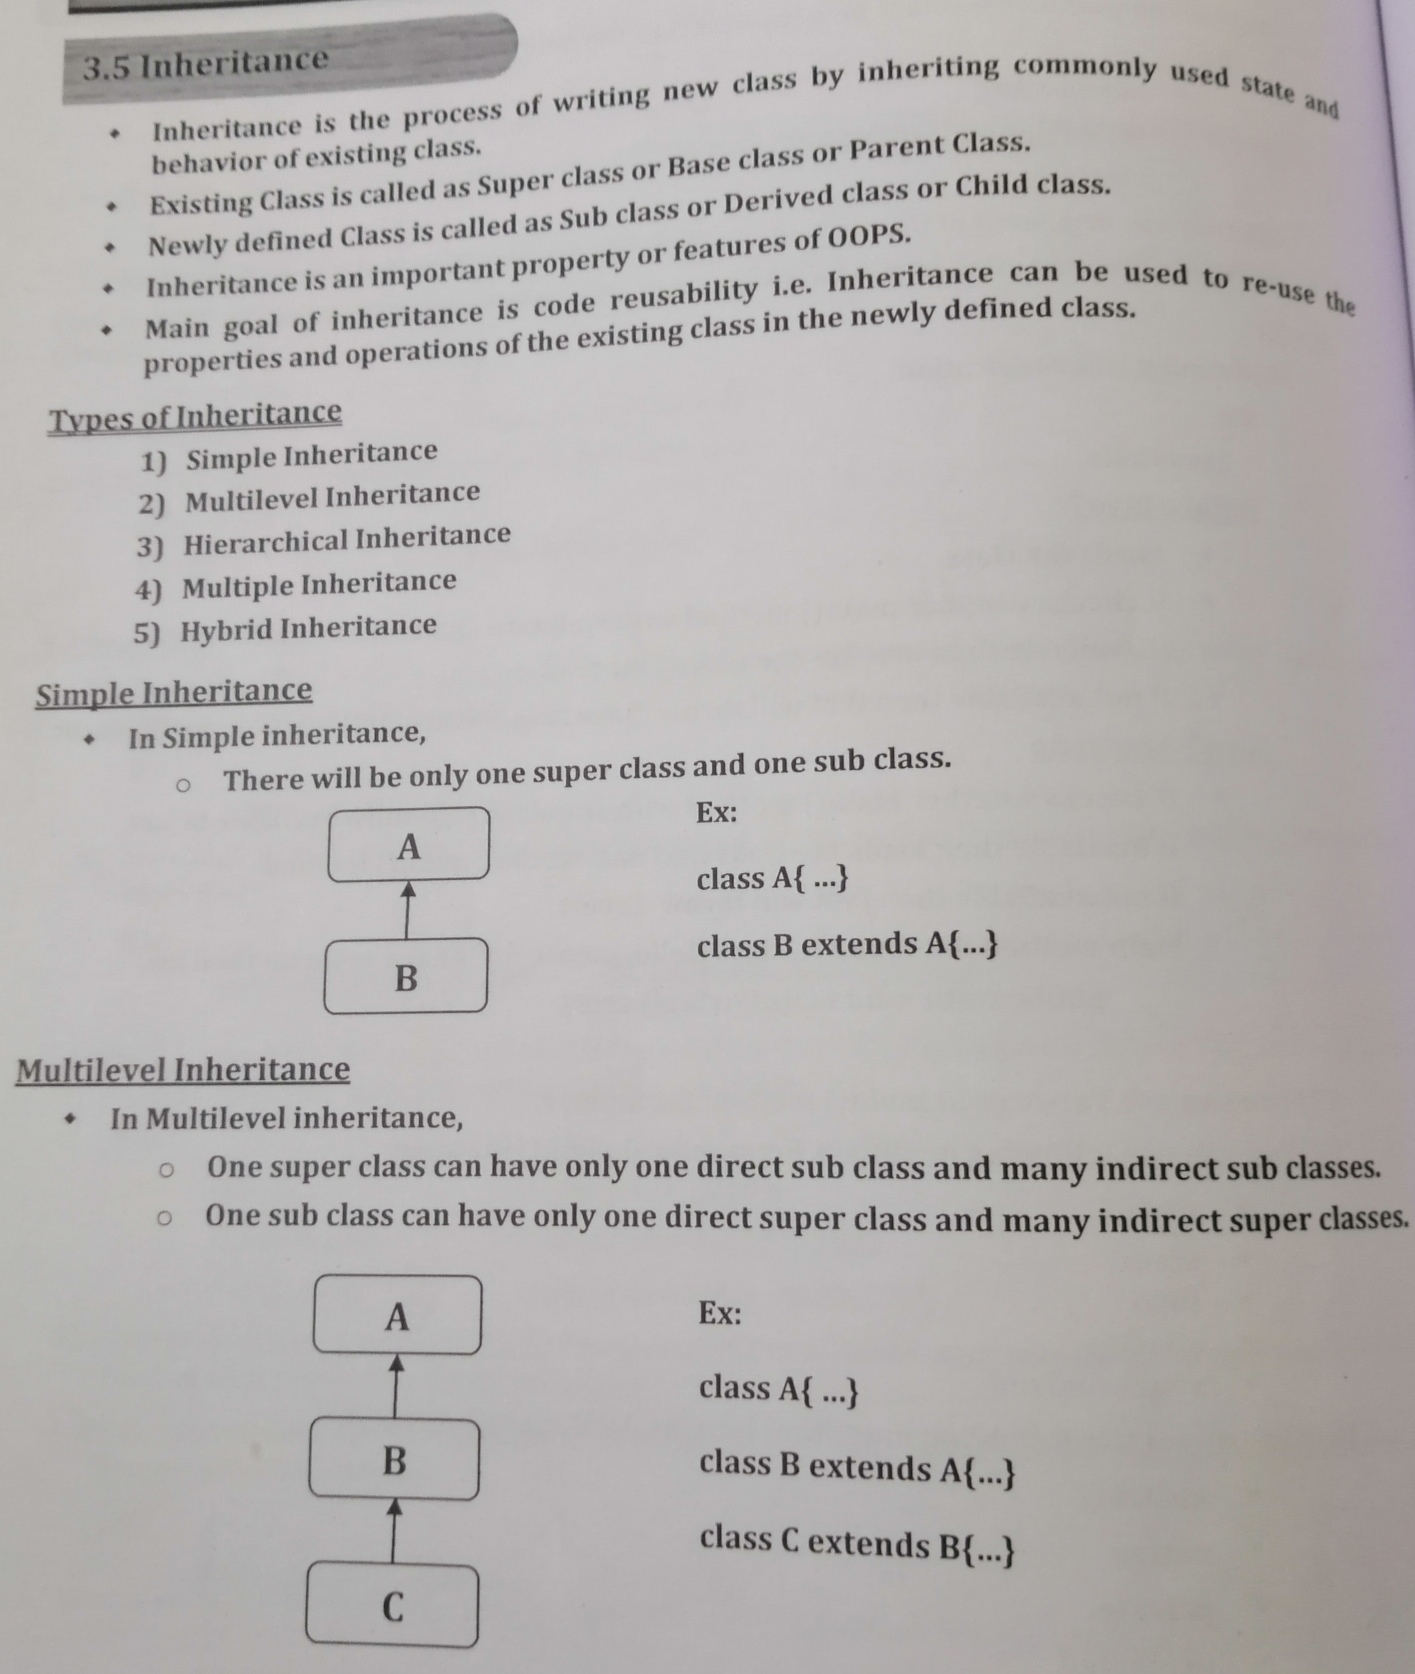 3.5 Inheritance
• Inheritance is the process of writing new class by inheriting commonly used state and
behavior of existing class.
• Existing Class is called as Super class or Base class or Parent Class.
• Newly defined Class is called as Sub class or Derived class or Child class.
• Inheritance is an important property or features of OOPS.
• Main goal of inheritance is code reusability i.e. Inheritance can be used to re-use the
properties and operations of the existing class in the newly defined class.
Types of Inheritance
1) Simple Inheritance
2) Multilevel Inheritance
3) Hierarchical Inheritance
4) Multiple Inheritance
5) Hybrid Inheritance
Simple Inheritance
• In Simple inheritance,
o There will be only one super class and one sub class.
A
B
Ex:
class A{ ...}
class B extends A{...}
Multilevel Inheritance
• In Multilevel inheritance,
o One super class can have only one direct sub class and many indirect sub classes.
o One sub class can have only one direct super class and many indirect super classes.
A
B
C
Ex:
class A{ ...}
class B extends A{...}
class C extends B{...}